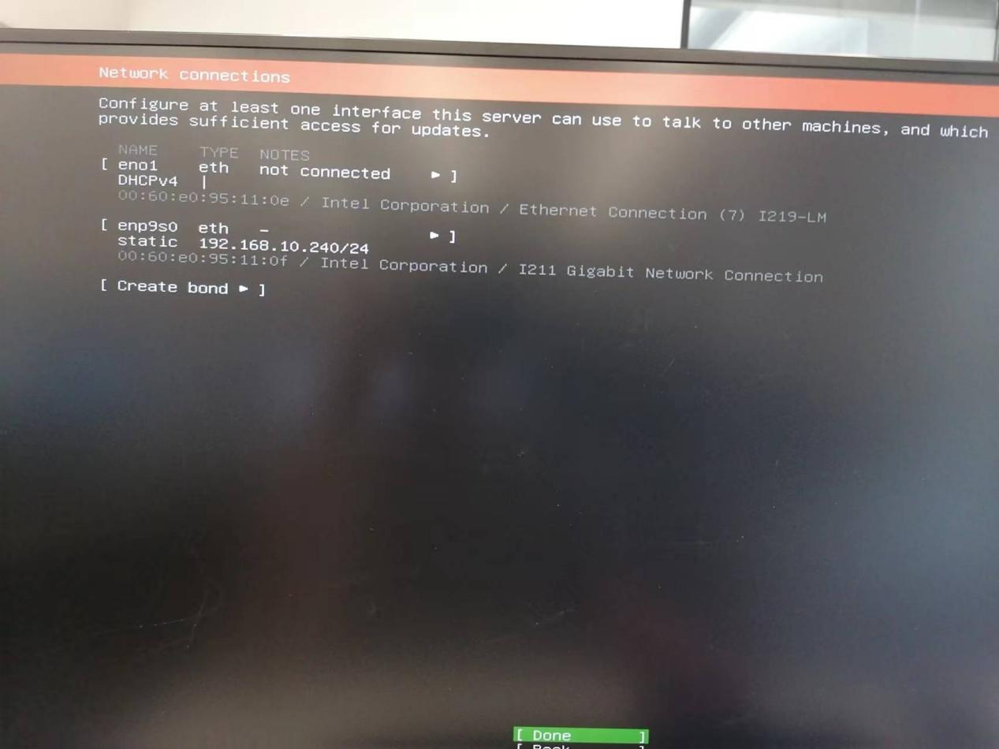 Network connections
Configure at least one interface this server can use to talk to other machines, and which
provides sufficient access for updates.
NAME TYPE NOTES
[ eno1 eth not connected ▸ ]
DHCPv4 |
00:60:e0:95:11:0e / Intel Corporation / Ethernet Connection (7) I219-LM
[ enp9s0 eth – ▸ ]
static 192.168.10.240/24
00:60:e0:95:11:0f / Intel Corporation / I211 Gigabit Network Connection
[ Create bond ▸ ]
[ Done ]
[ Back ]